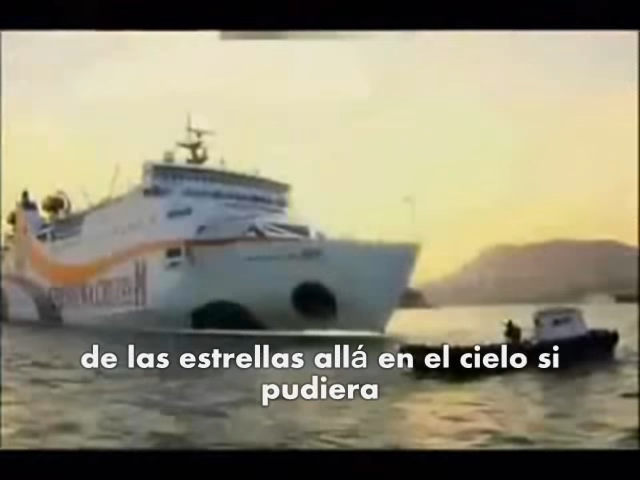 de las estrellas allá en el cielo si
pudiera